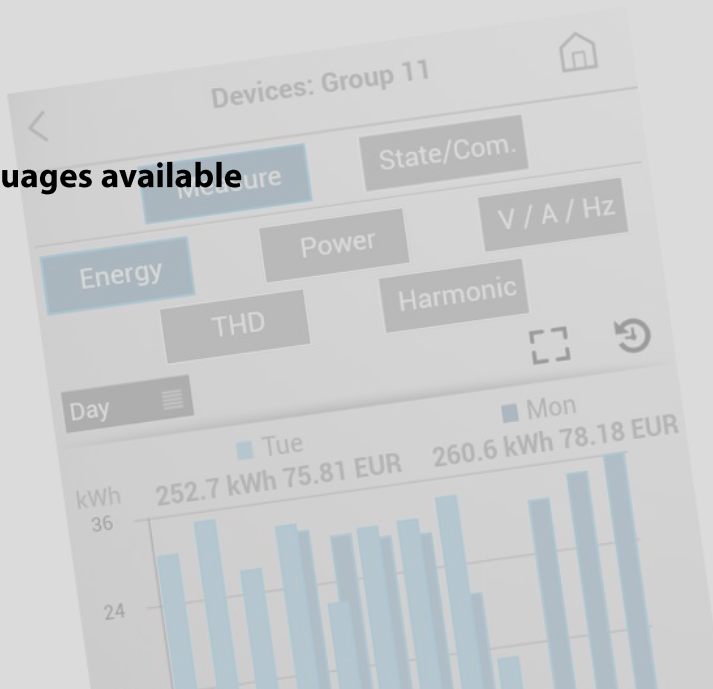 Devices: Group 11
uages available
Measure State/Com.
Energy Power V / A / Hz
THD Harmonic
Day
Tue Mon
kWh 252.7 kWh 75.81 EUR 260.6 kWh 78.18 EUR
36
24